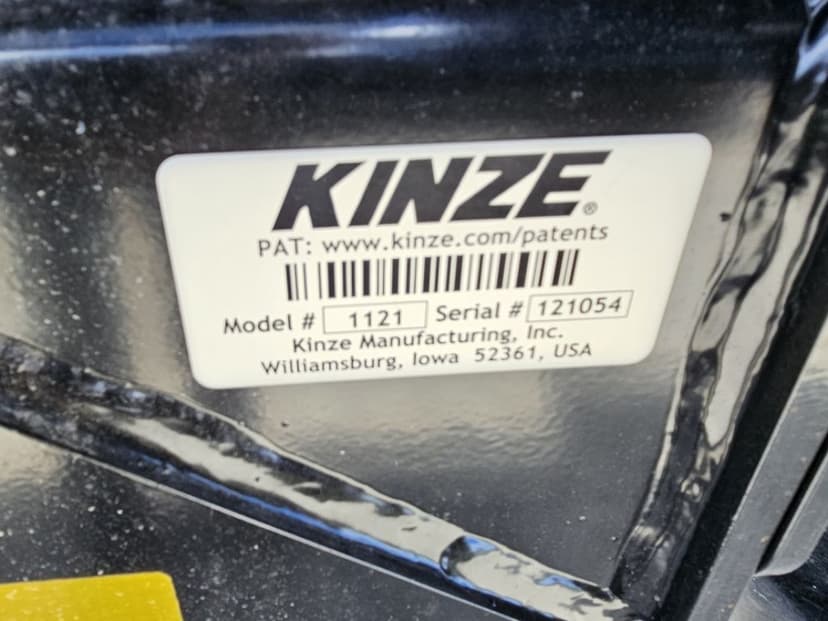 KINZE®
PAT: www.kinze.com/patents
Model # 1121 Serial # 121054
Kinze Manufacturing, Inc.
Williamsburg, Iowa 52361, USA